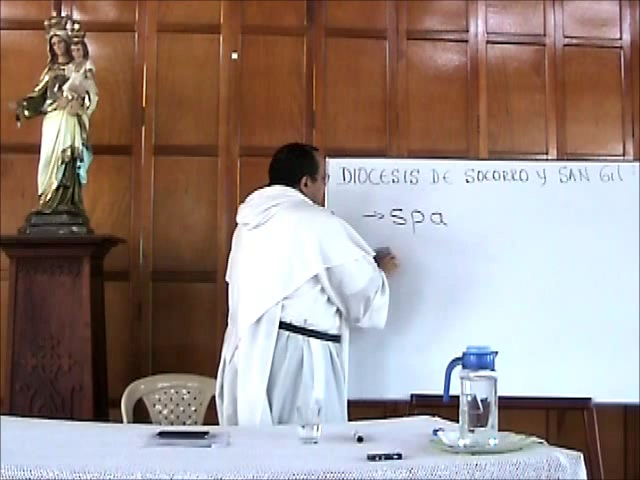 DIOCESIS DE SOCORRO Y SAN GIL
→ spa